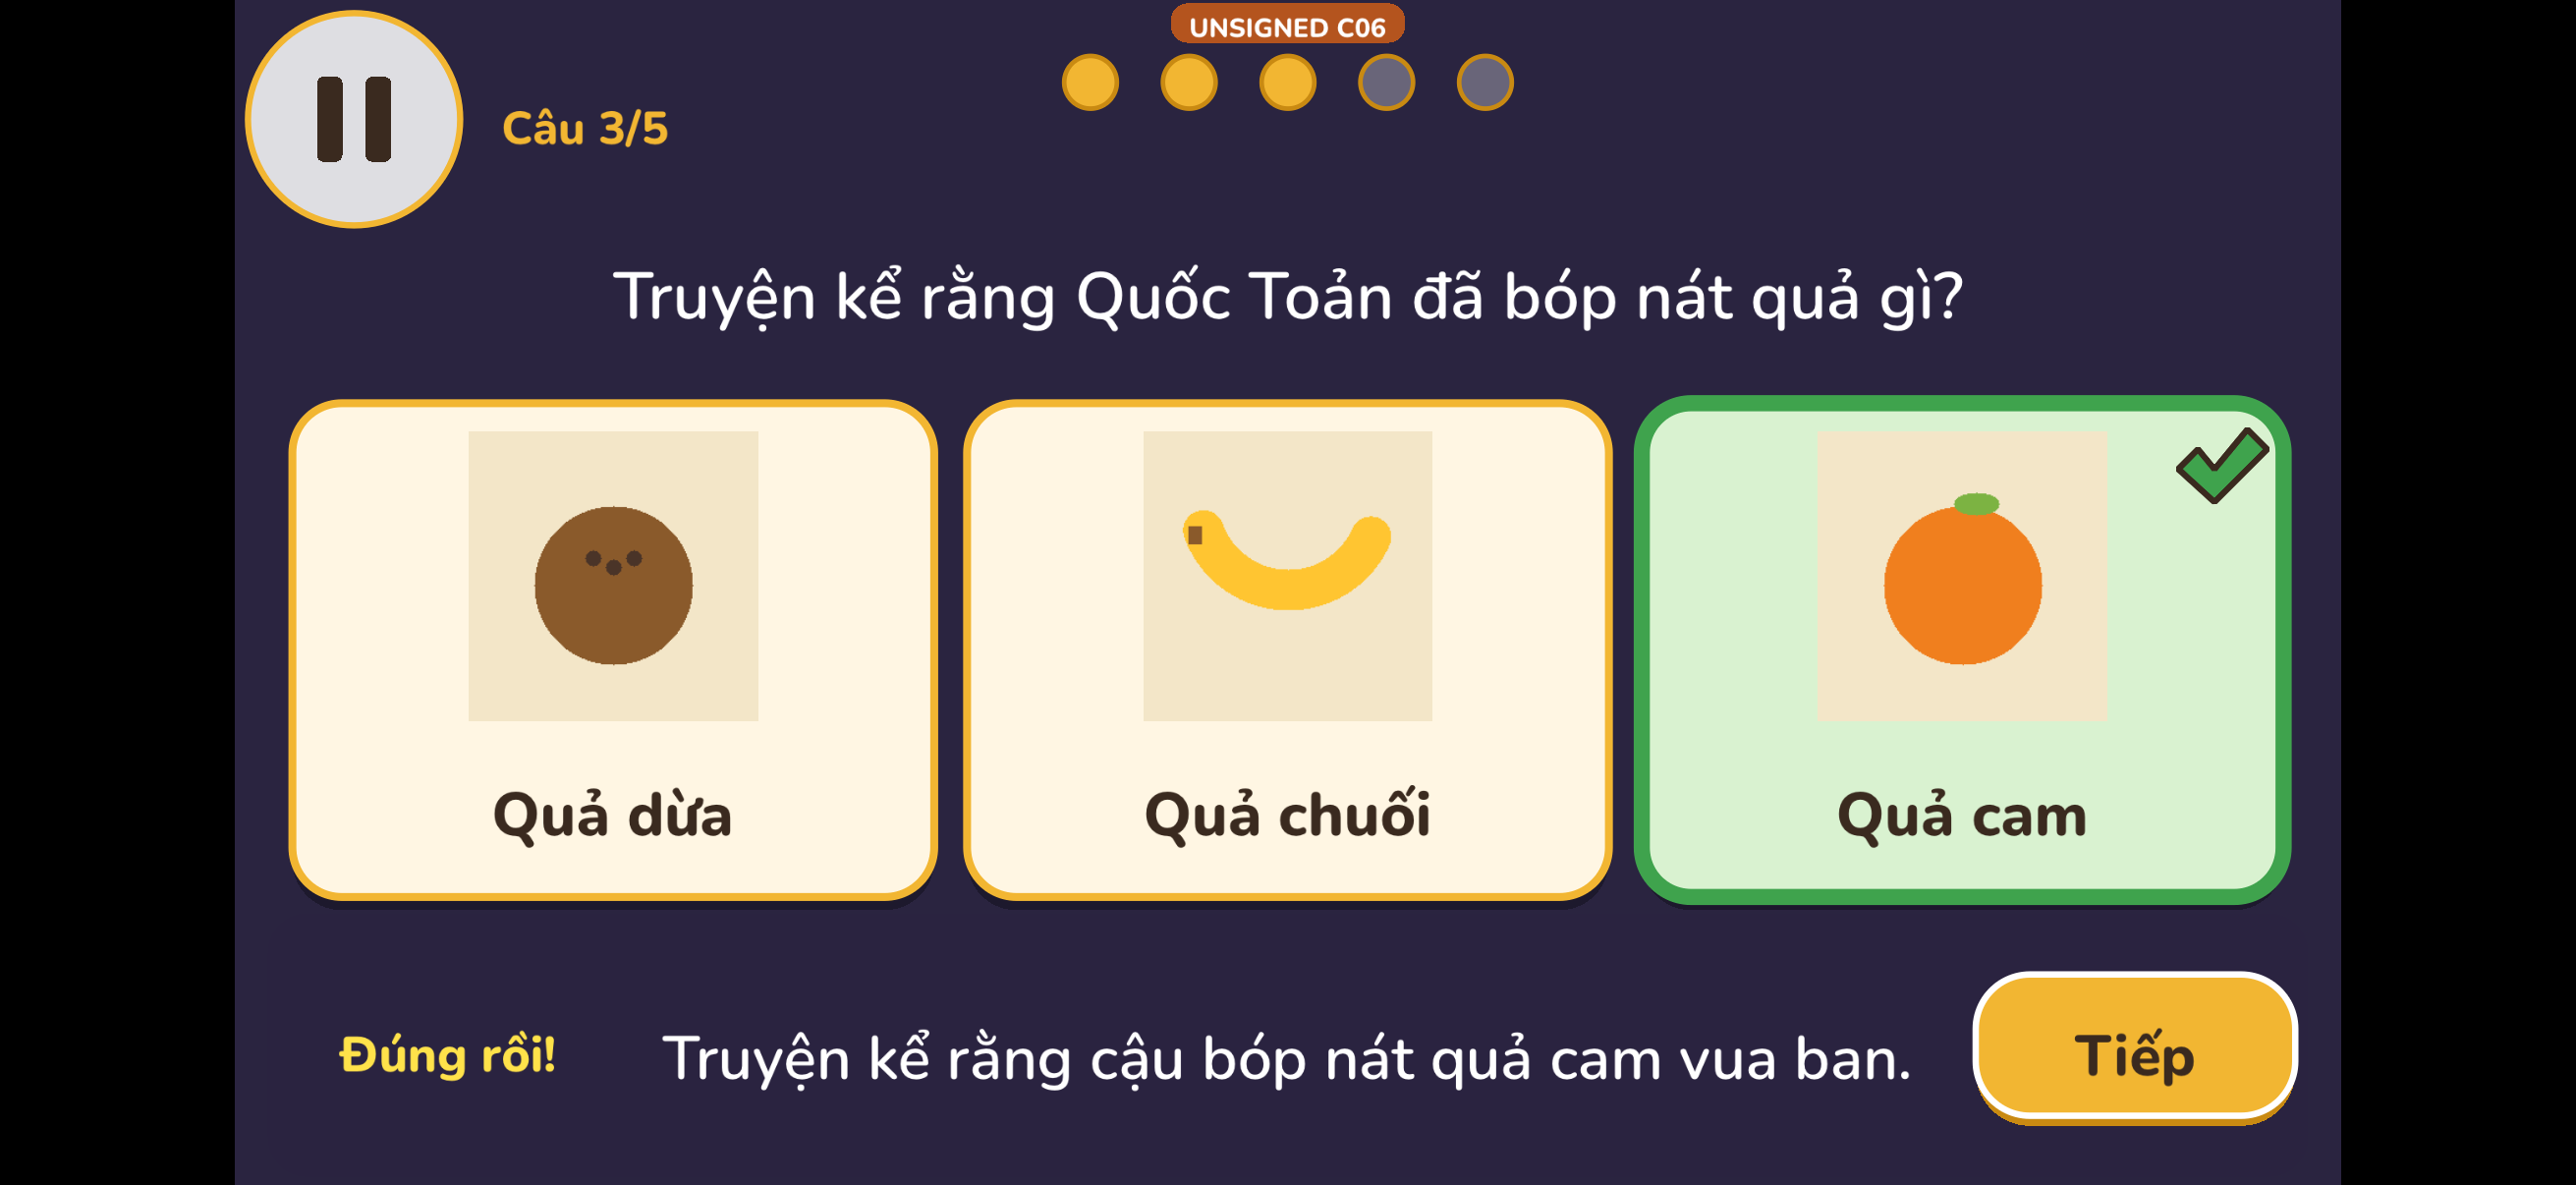 UNSIGNED C06
Câu 3/5
Truyện kể rằng Quốc Toản đã bóp nát quả gì?
Quả dừa
Quả chuối
Quả cam
Đúng rồi!
Truyện kể rằng cậu bóp nát quả cam vua ban.
Tiếp